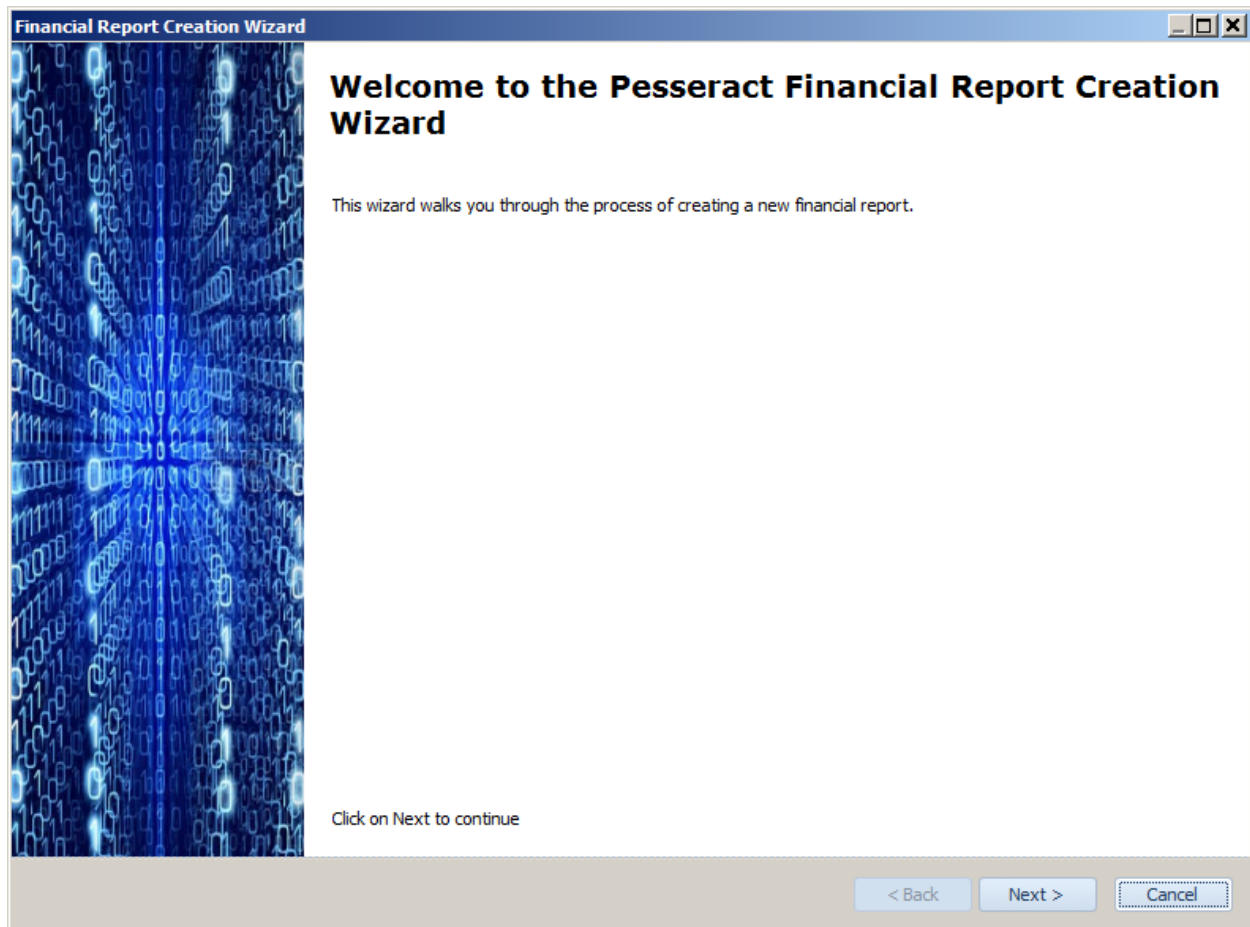 Financial Report Creation Wizard
Welcome to the Pesseract Financial Report Creation
Wizard
This wizard walks you through the process of creating a new financial report.
Click on Next to continue
< Back Next > Cancel